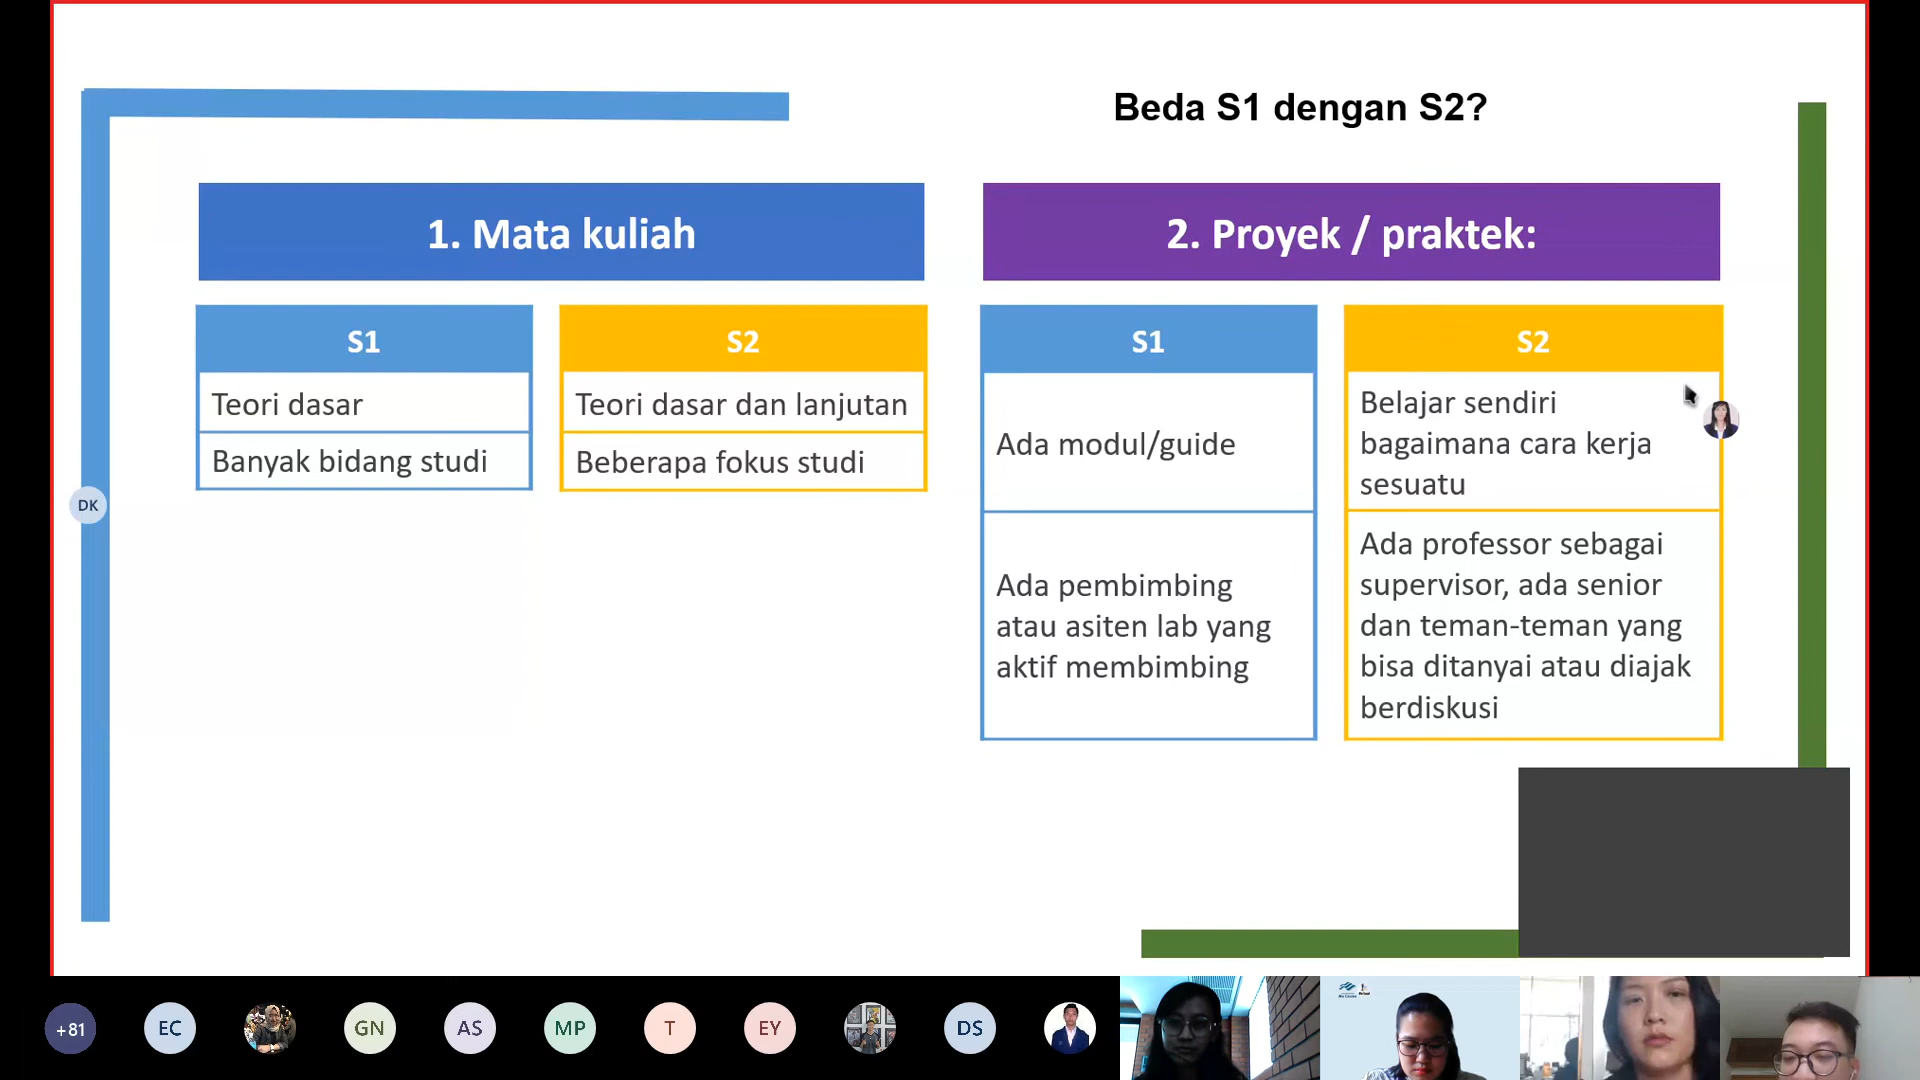 Beda S1 dengan S2?
1. Mata kuliah
S1
S2
Teori dasar
Teori dasar dan lanjutan
Banyak bidang studi
Beberapa fokus studi
2. Proyek / praktek:
S1
S2
Ada modul/guide
Belajar sendiri
bagaimana cara kerja
sesuatu
Ada pembimbing
atau asiten lab yang
aktif membimbing
Ada professor sebagai
supervisor, ada senior
dan teman-teman yang
bisa ditanyai atau diajak
berdiskusi
DK
+81
EC
GN
AS
MP
T
EY
DS